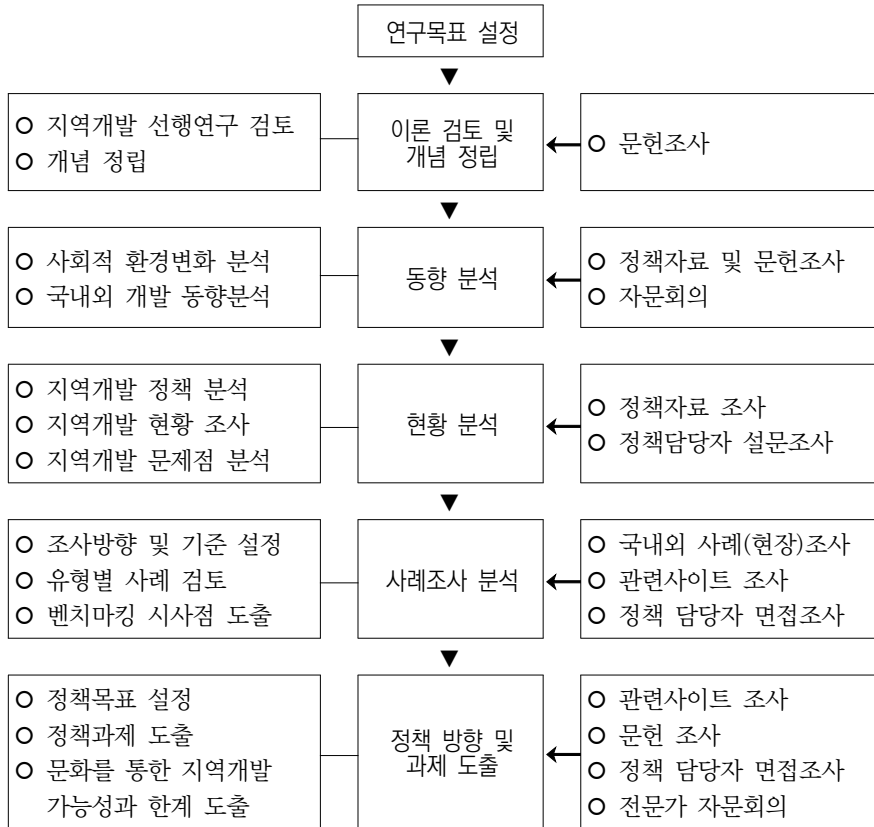 연구목표 설정
▼
○ 지역개발 선행연구 검토
○ 개념 정립
이론 검토 및
개념 정립
○ 문헌조사
▼
○ 사회적 환경변화 분석
○ 국내외 개발 동향분석
동향 분석
○ 정책자료 및 문헌조사
○ 자문회의
▼
○ 지역개발 정책 분석
○ 지역개발 현황 조사
○ 지역개발 문제점 분석
현황 분석
○ 정책자료 조사
○ 정책담당자 설문조사
▼
○ 조사방향 및 기준 설정
○ 유형별 사례 검토
○ 벤치마킹 시사점 도출
사례조사 분석
○ 국내외 사례(현장)조사
○ 관련사이트 조사
○ 정책 담당자 면접조사
▼
○ 정책목표 설정
○ 정책과제 도출
○ 문화를 통한 지역개발
가능성과 한계 도출
정책 방향 및
과제 도출
○ 관련사이트 조사
○ 문헌 조사
○ 정책 담당자 면접조사
○ 전문가 자문회의